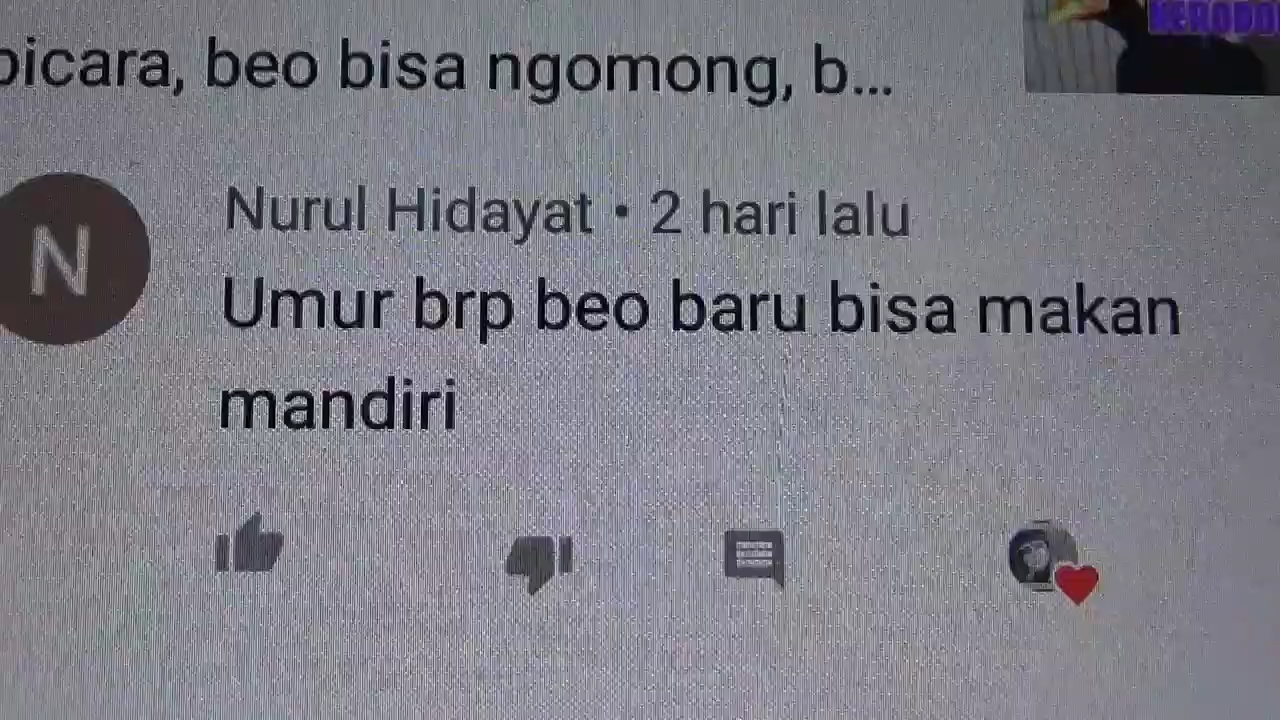 bicara, beo bisa ngomong, b...
N
Nurul Hidayat • 2 hari lalu
Umur brp beo baru bisa makan
mandiri